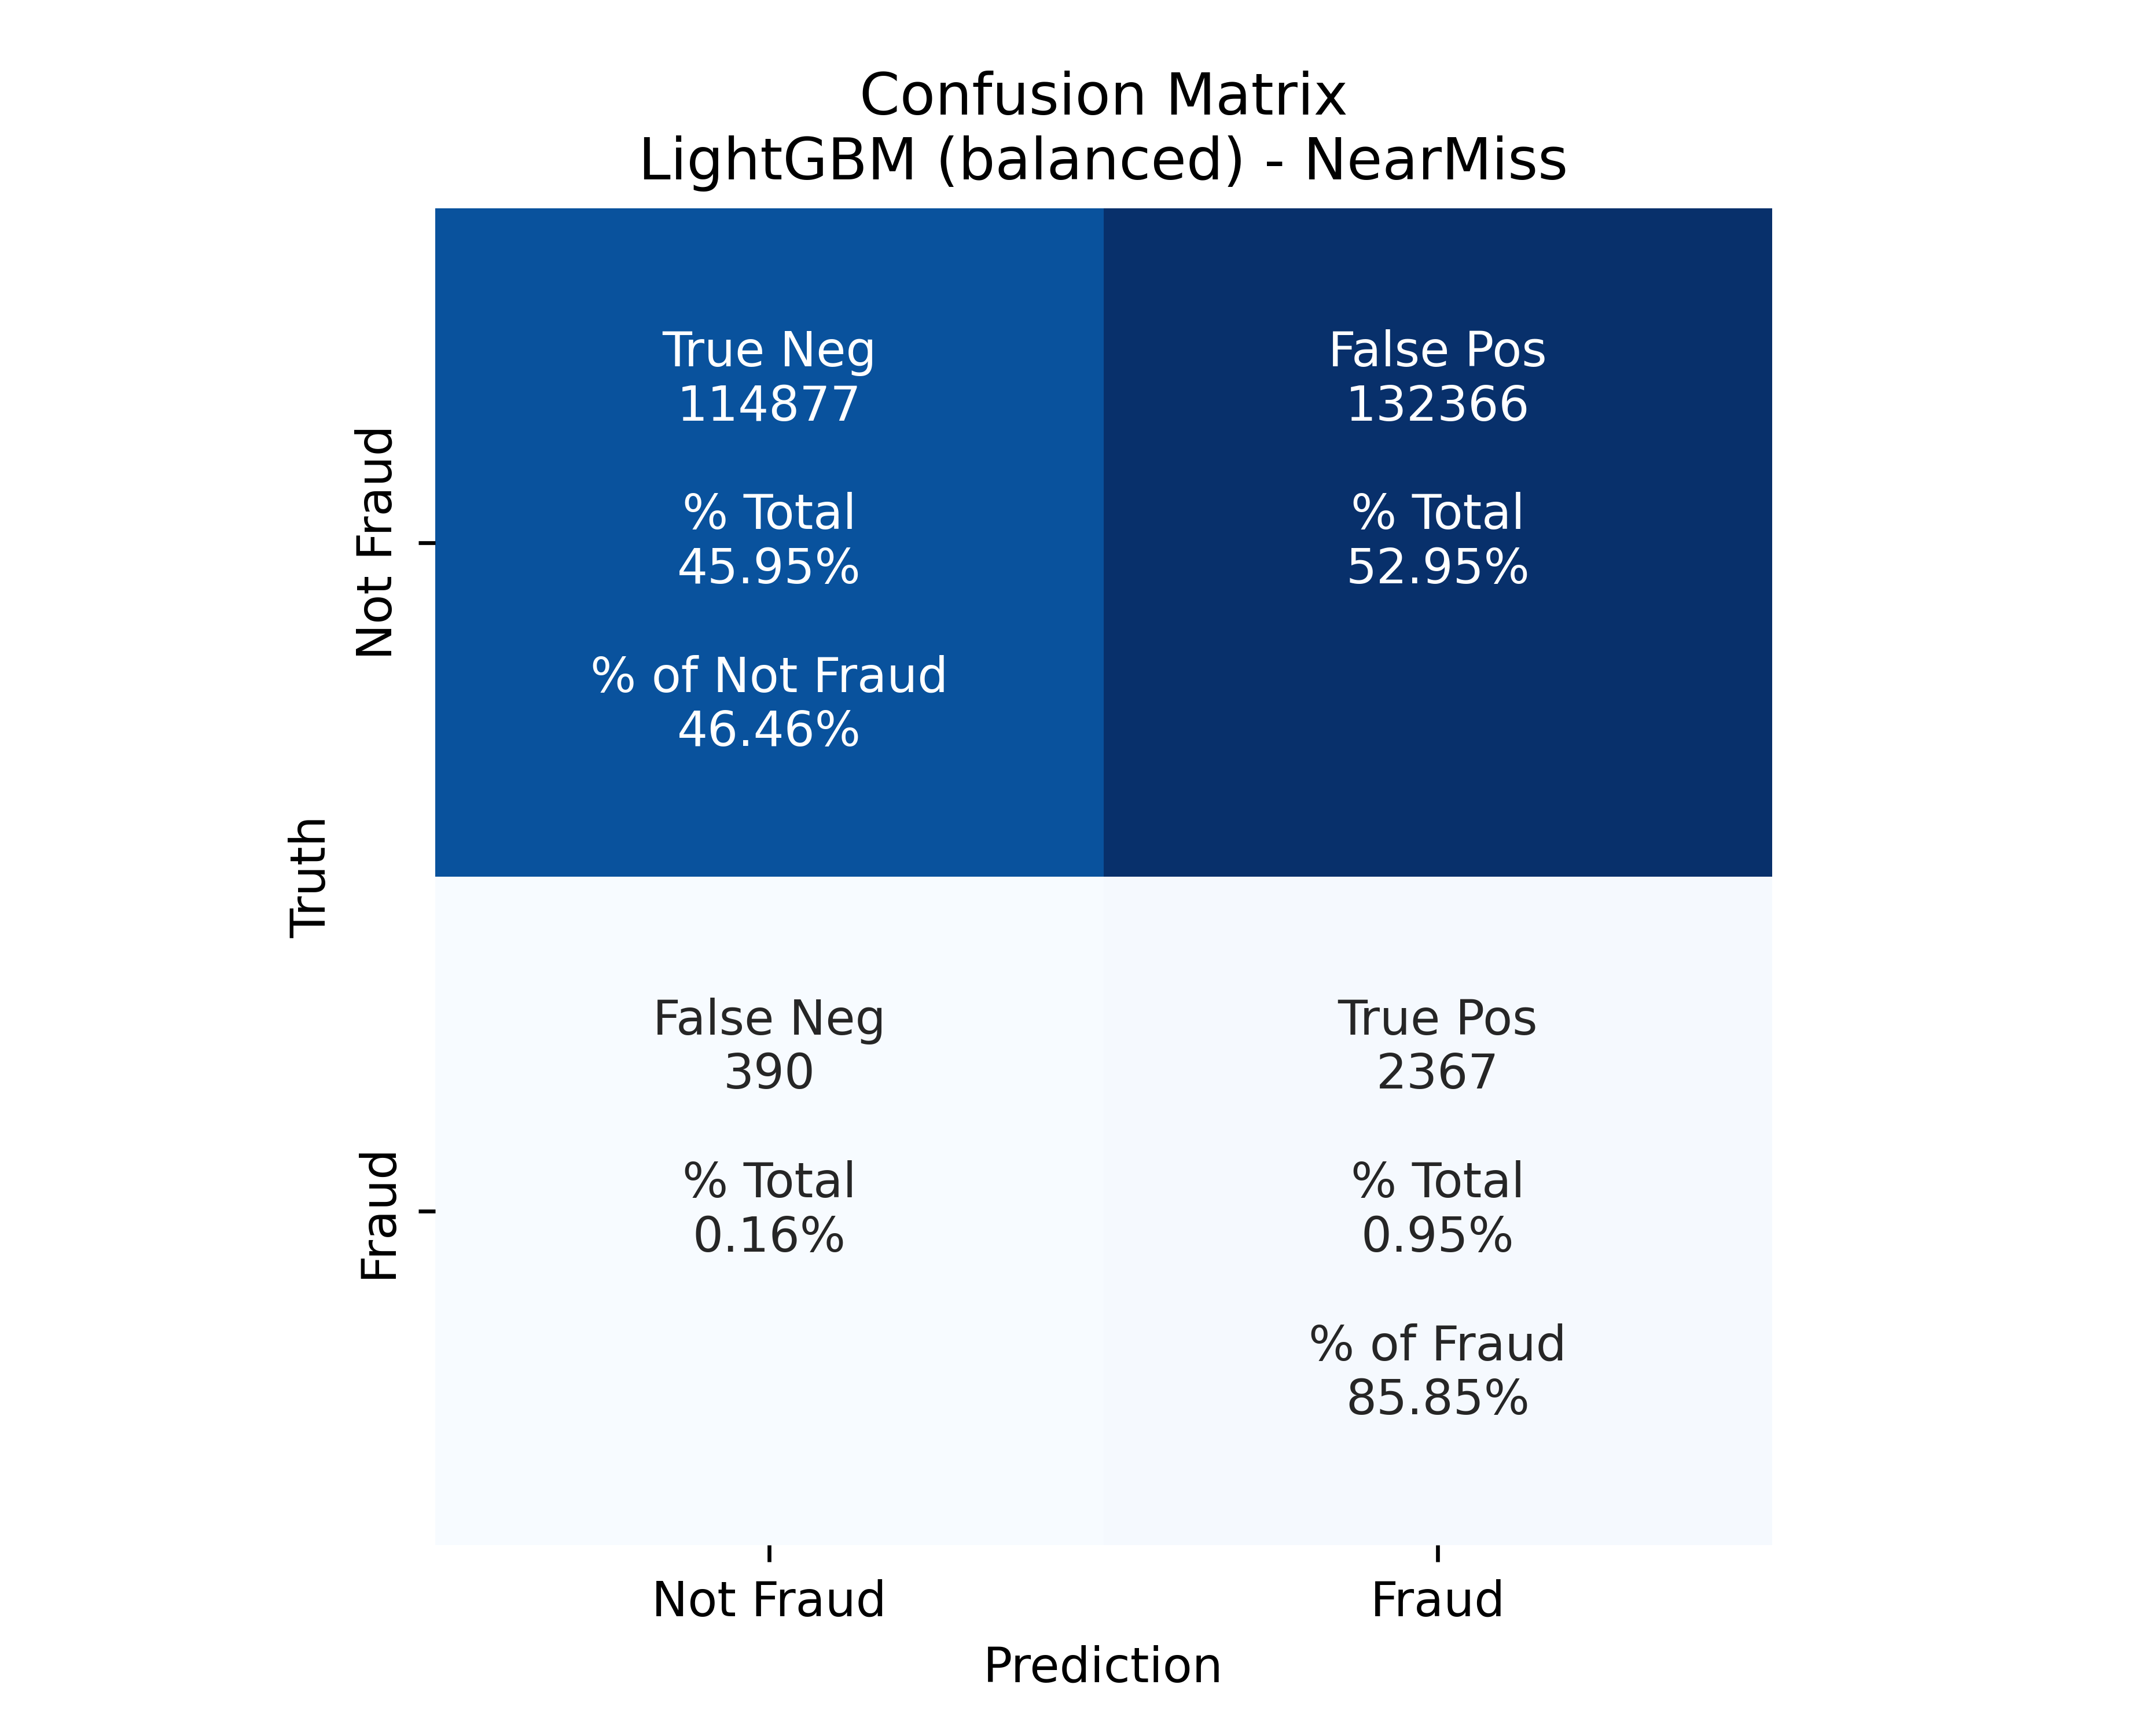 Confusion Matrix
LightGBM (balanced) - NearMiss
True Neg
114877
% Total
45.95%
% of Not Fraud
46.46%
False Pos
132366
% Total
52.95%
False Neg
390
% Total
0.16%
True Pos
2367
% Total
0.95%
% of Fraud
85.85%
Truth
Not Fraud
Fraud
Not Fraud
Fraud
Prediction